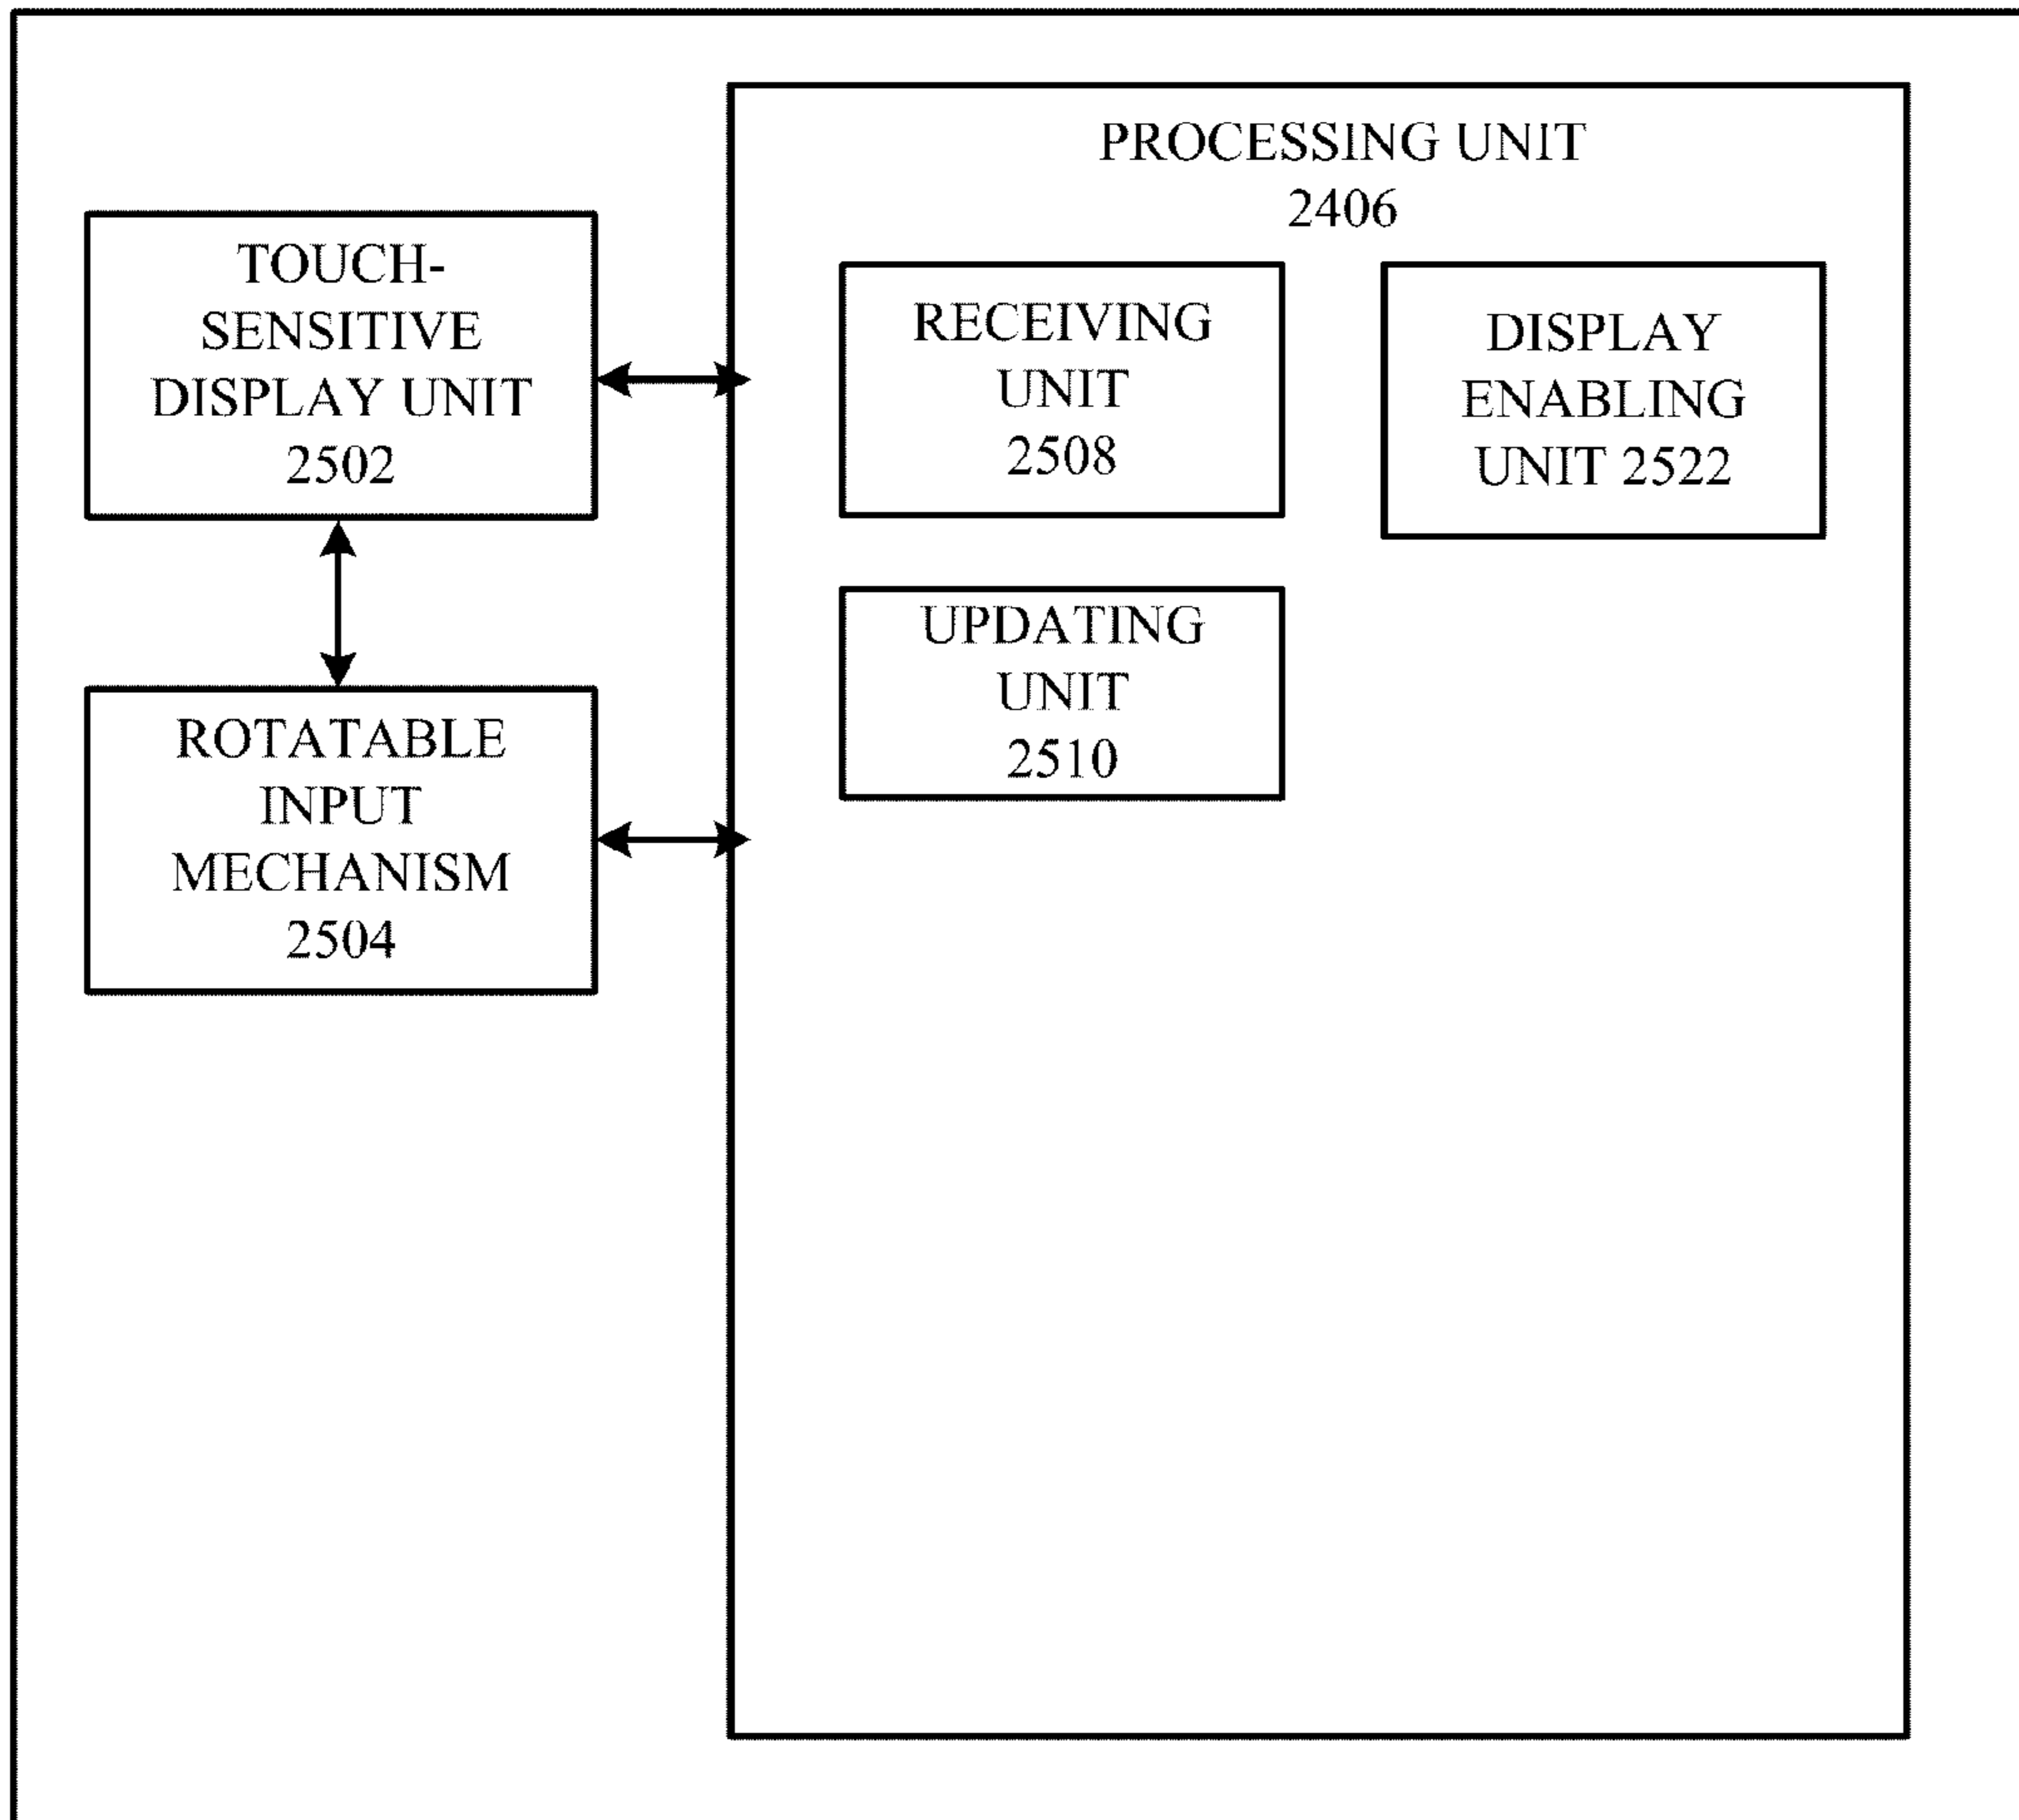 PROCESSING UNIT
2406
TOUCH-
SENSITIVE
DISPLAY UNIT
2502
RECEIVING
UNIT
2508
DISPLAY
ENABLING
UNIT 2522
UPDATING
UNIT
2510
ROTATABLE
INPUT
MECHANISM
2504